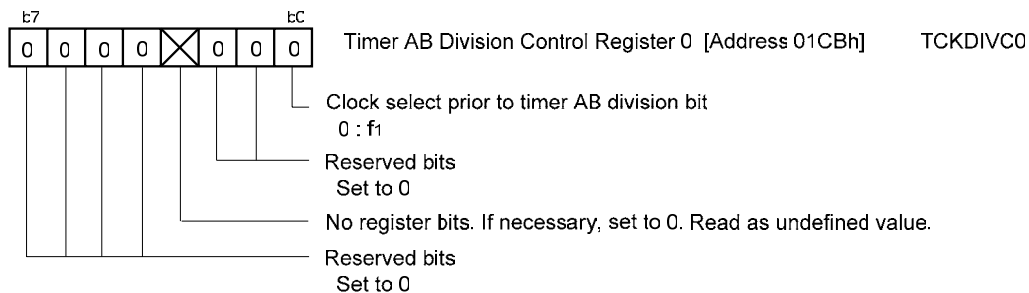 b7 b0
0 0 0 0 0 0 0 Timer AB Division Control Register 0 [Address 01CBh] TCKDIVC0
Clock select prior to timer AB division bit
0 : f1
Reserved bits
Set to 0
No register bits. If necessary, set to 0. Read as undefined value.
Reserved bits
Set to 0